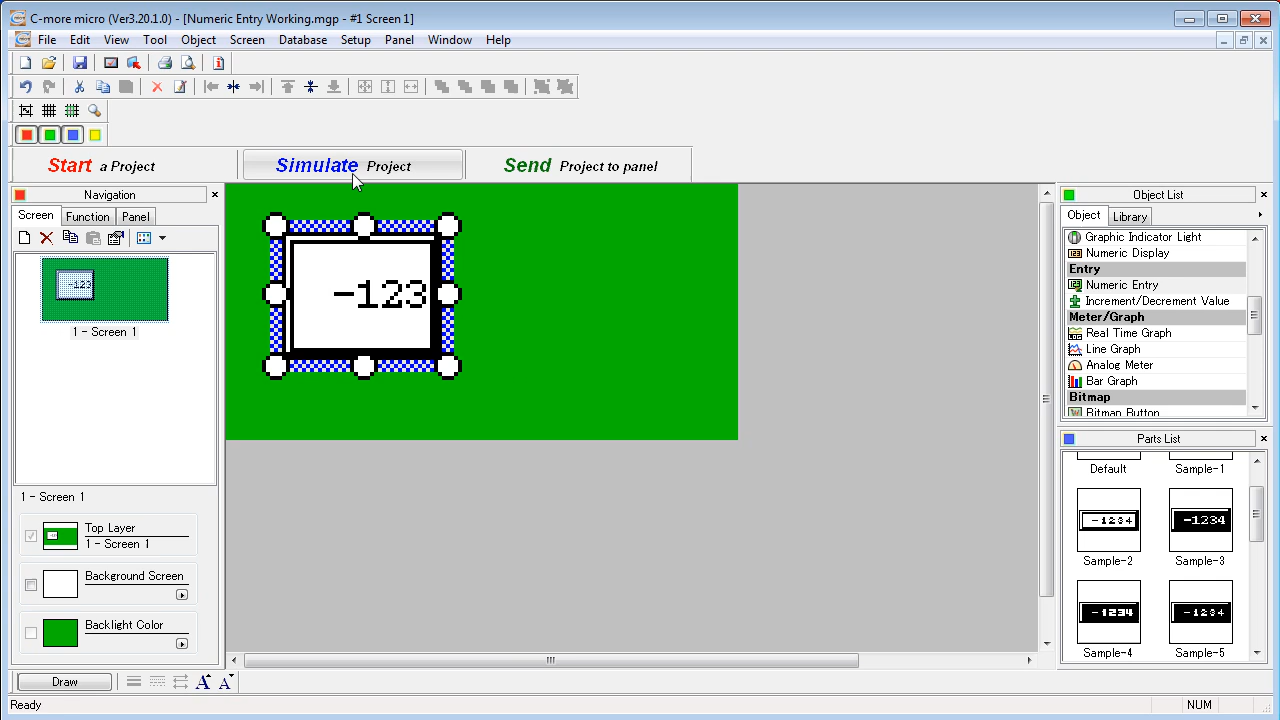 C-more micro (Ver3.20.1.0) - [Numeric Entry Working.mgp - #1 Screen 1]
File Edit View Tool Object Screen Database Setup Panel Window Help
Start a Project Simulate Project Send Project to panel
Navigation
Screen Function Panel
-123
1 - Screen 1
1 - Screen 1
Top Layer
1 - Screen 1
Background Screen
Backlight Color
-123
Object List
Object Library
Graphic Indicator Light
Numeric Display
Entry
Numeric Entry
Increment/Decrement Value
Meter/Graph
Real Time Graph
Line Graph
Analog Meter
Bar Graph
Bitmap
Bitmap Button
Parts List
Default Sample-1
-1234 -1234
Sample-2 Sample-3
-1234 -1234
Sample-4 Sample-5
Draw A A
Ready NUM